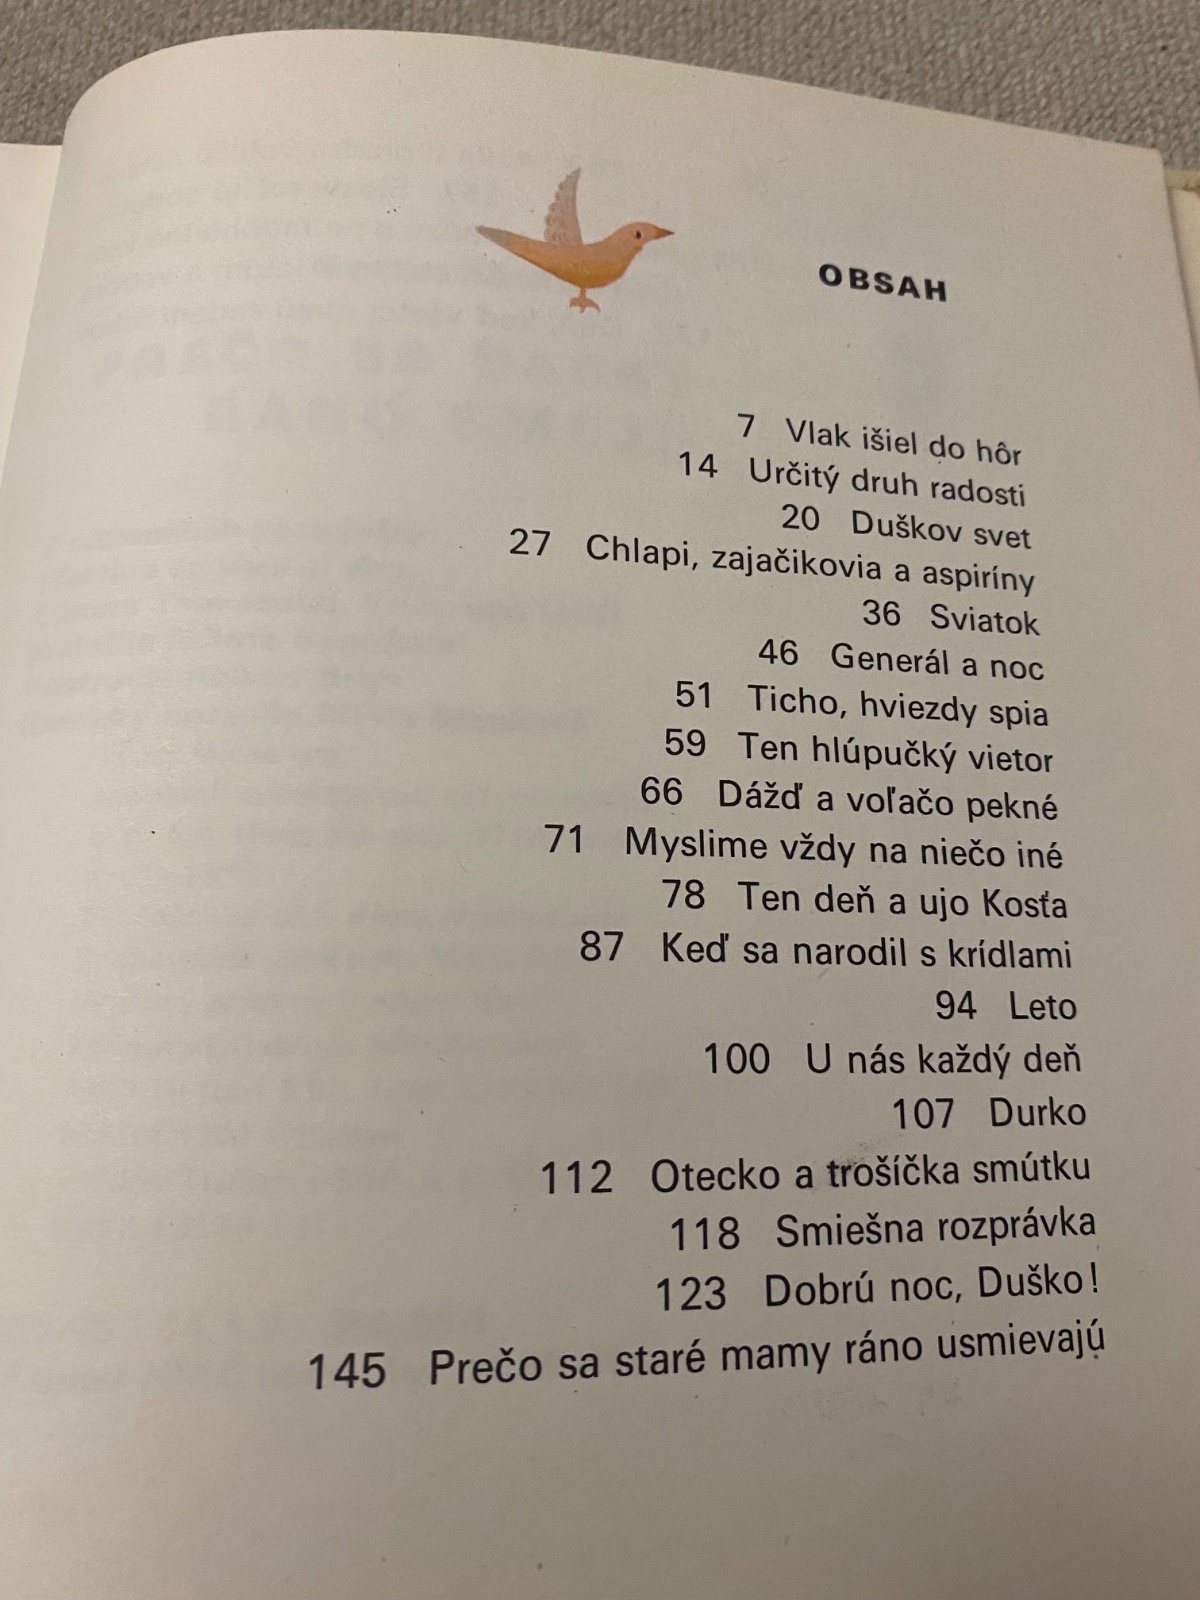 OBSAH
7 Vlak išiel do hôr
14 Určitý druh radosti
20 Duškov svet
27 Chlapi, zajačikovia a aspiríny
36 Sviatok
46 Generál a noc
51 Ticho, hviezdy spia
59 Ten hlúpučký vietor
66 Dážď a voľačo pekné
71 Myslime vždy na niečo iné
78 Ten deň a ujo Kosťa
87 Keď sa narodil s krídlami
94 Leto
100 U nás každý deň
107 Durko
112 Otecko a trošíčka smútku
118 Smiešna rozprávka
123 Dobrú noc, Duško!
145 Prečo sa staré mamy ráno usmievajú